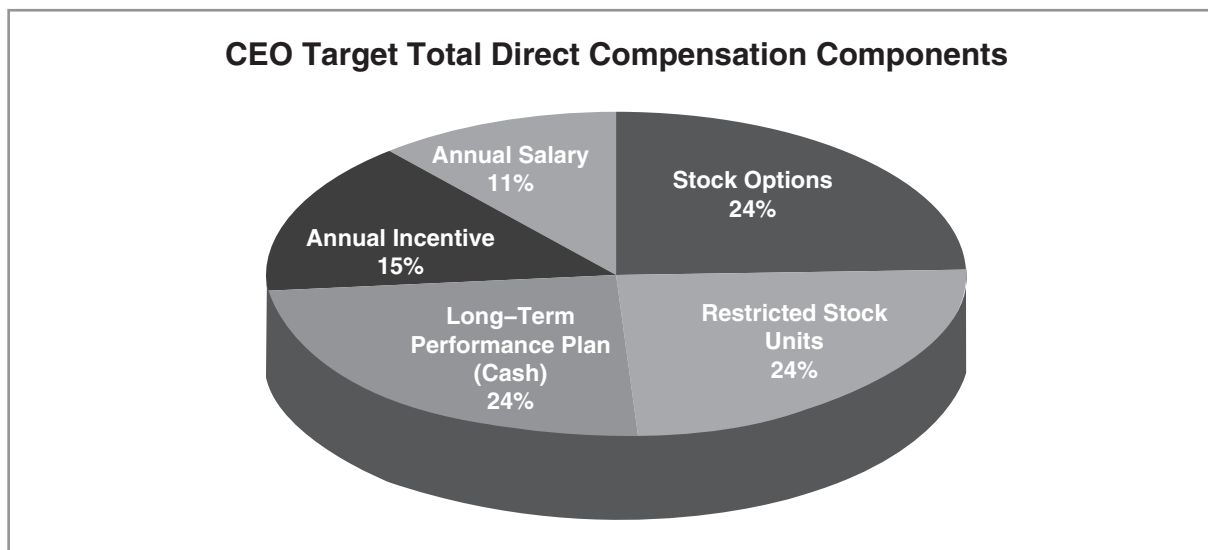 CEO Target Total Direct Compensation Components
Annual Salary
11%
Stock Options
24%
Annual Incentive
15%
Restricted Stock
Units
24%
Long–Term
Performance Plan
(Cash)
24%